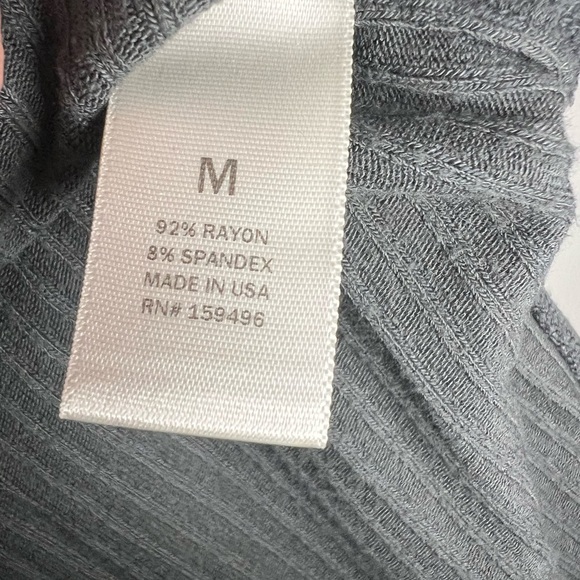 M
92% RAYON
8% SPANDEX
MADE IN USA
RN# 159496